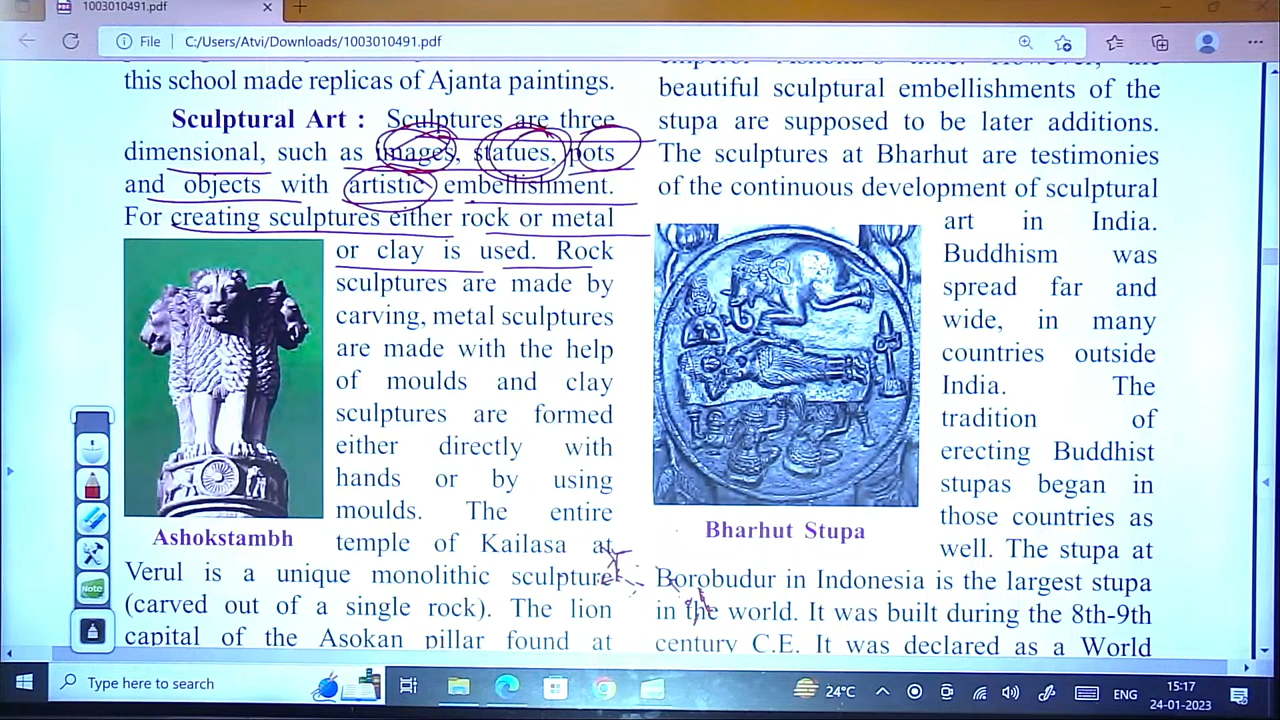 1003010491.pdf
File
C:/Users/Atvi/Downloads/1003010491.pdf
this school made replicas of Ajanta paintings.
Sculptural Art : Sculptures are three
dimensional, such as images, statues, pots
and objects with artistic embellishment.
For creating sculptures either rock or metal
or clay is used. Rock
sculptures are made by
carving, metal sculptures
are made with the help
of moulds and clay
sculptures are formed
either directly with
hands or by using
moulds. The entire
temple of Kailasa at
Ashokstambh
Verul is a unique monolithic sculpture
(carved out of a single rock). The lion
capital of the Asokan pillar found at
beautiful sculptural embellishments of the
stupa are supposed to be later additions.
The sculptures at Bharhut are testimonies
of the continuous development of sculptural
art in India.
Buddhism was
spread far and
wide, in many
countries outside
India. The
tradition of
erecting Buddhist
stupas began in
those countries as
well. The stupa at
Bharhut Stupa
Borobudur in Indonesia is the largest stupa
in the world. It was built during the 8th-9th
century C.E. It was declared as a World
Note
Type here to search
24°C
ENG
15:17
24-01-2023